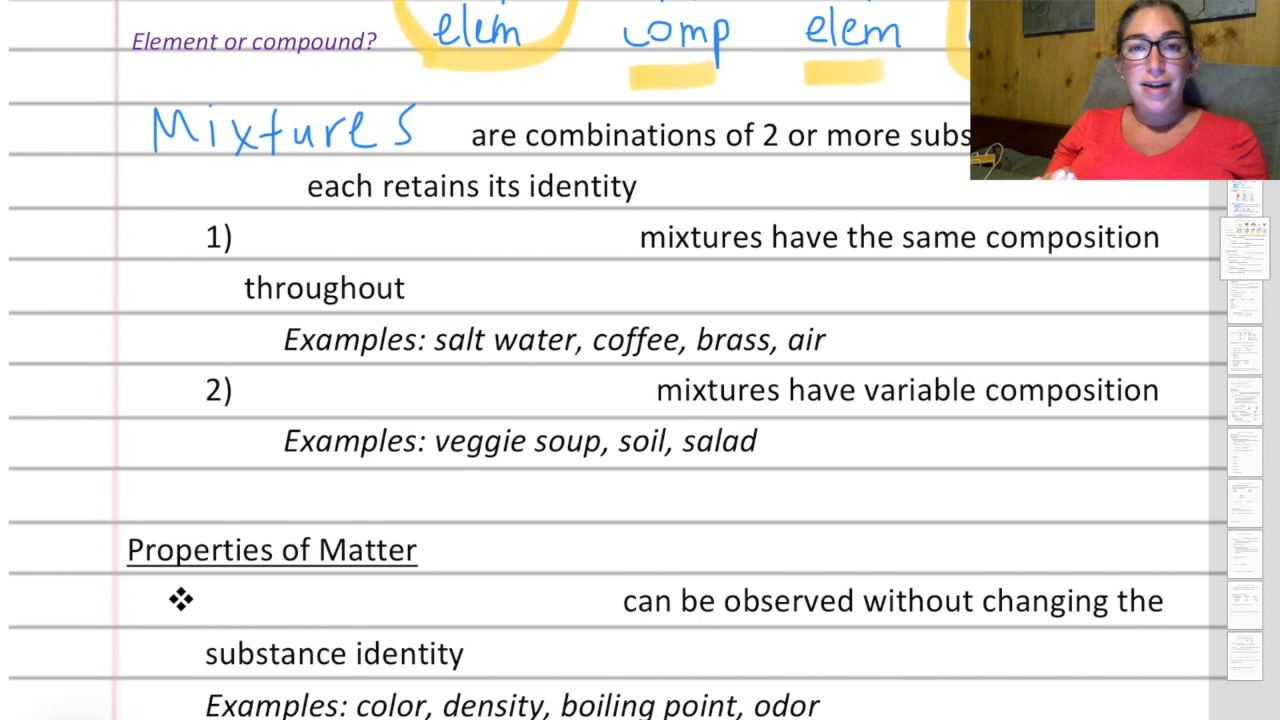 elem comp elem
Element or compound?
Mixtures are combinations of 2 or more subs
each retains its identity
1) mixtures have the same composition
throughout
Examples: salt water, coffee, brass, air
2) mixtures have variable composition
Examples: veggie soup, soil, salad
Properties of Matter
❖ can be observed without changing the
substance identity
Examples: color, density, boiling point, odor